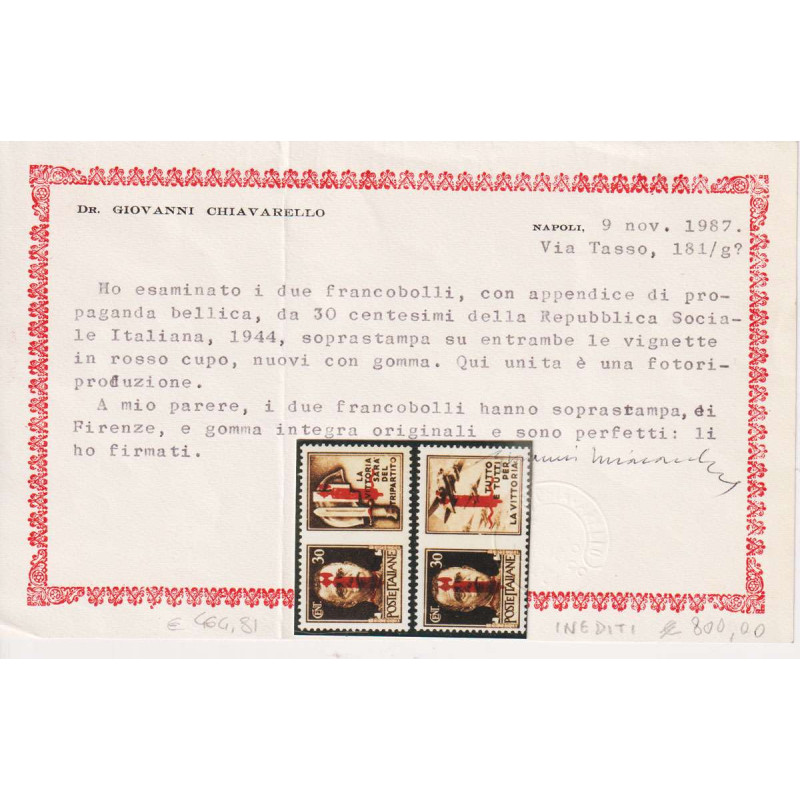 DR. GIOVANNI CHIAVARELLO
NAPOLI, 9 nov. 1987.
Via Tasso, 181/g?
Ho esaminato i due francobolli, con appendice di pro-
paganda bellica, da 30 centesimi della Repubblica Socia-
le Italiana, 1944, soprastampa su entrambe le vignette
in rosso cupo, nuovi con gomma. Qui unita è una fotori-
produzione.
A mio parere, i due francobolli hanno soprastampa, di
Firenze, e gomma integra originali e sono perfetti: li
ho firmati.
LA
VITTORIA
SARÀ
DEL
TRIPARTITO
TUTTO
E TUTTI
PER
LA VITTORIA
CENT. 30
POSTE ITALIANE
CENT. 30
POSTE ITALIANE
€ 464,81
INEDITI £ 800,00